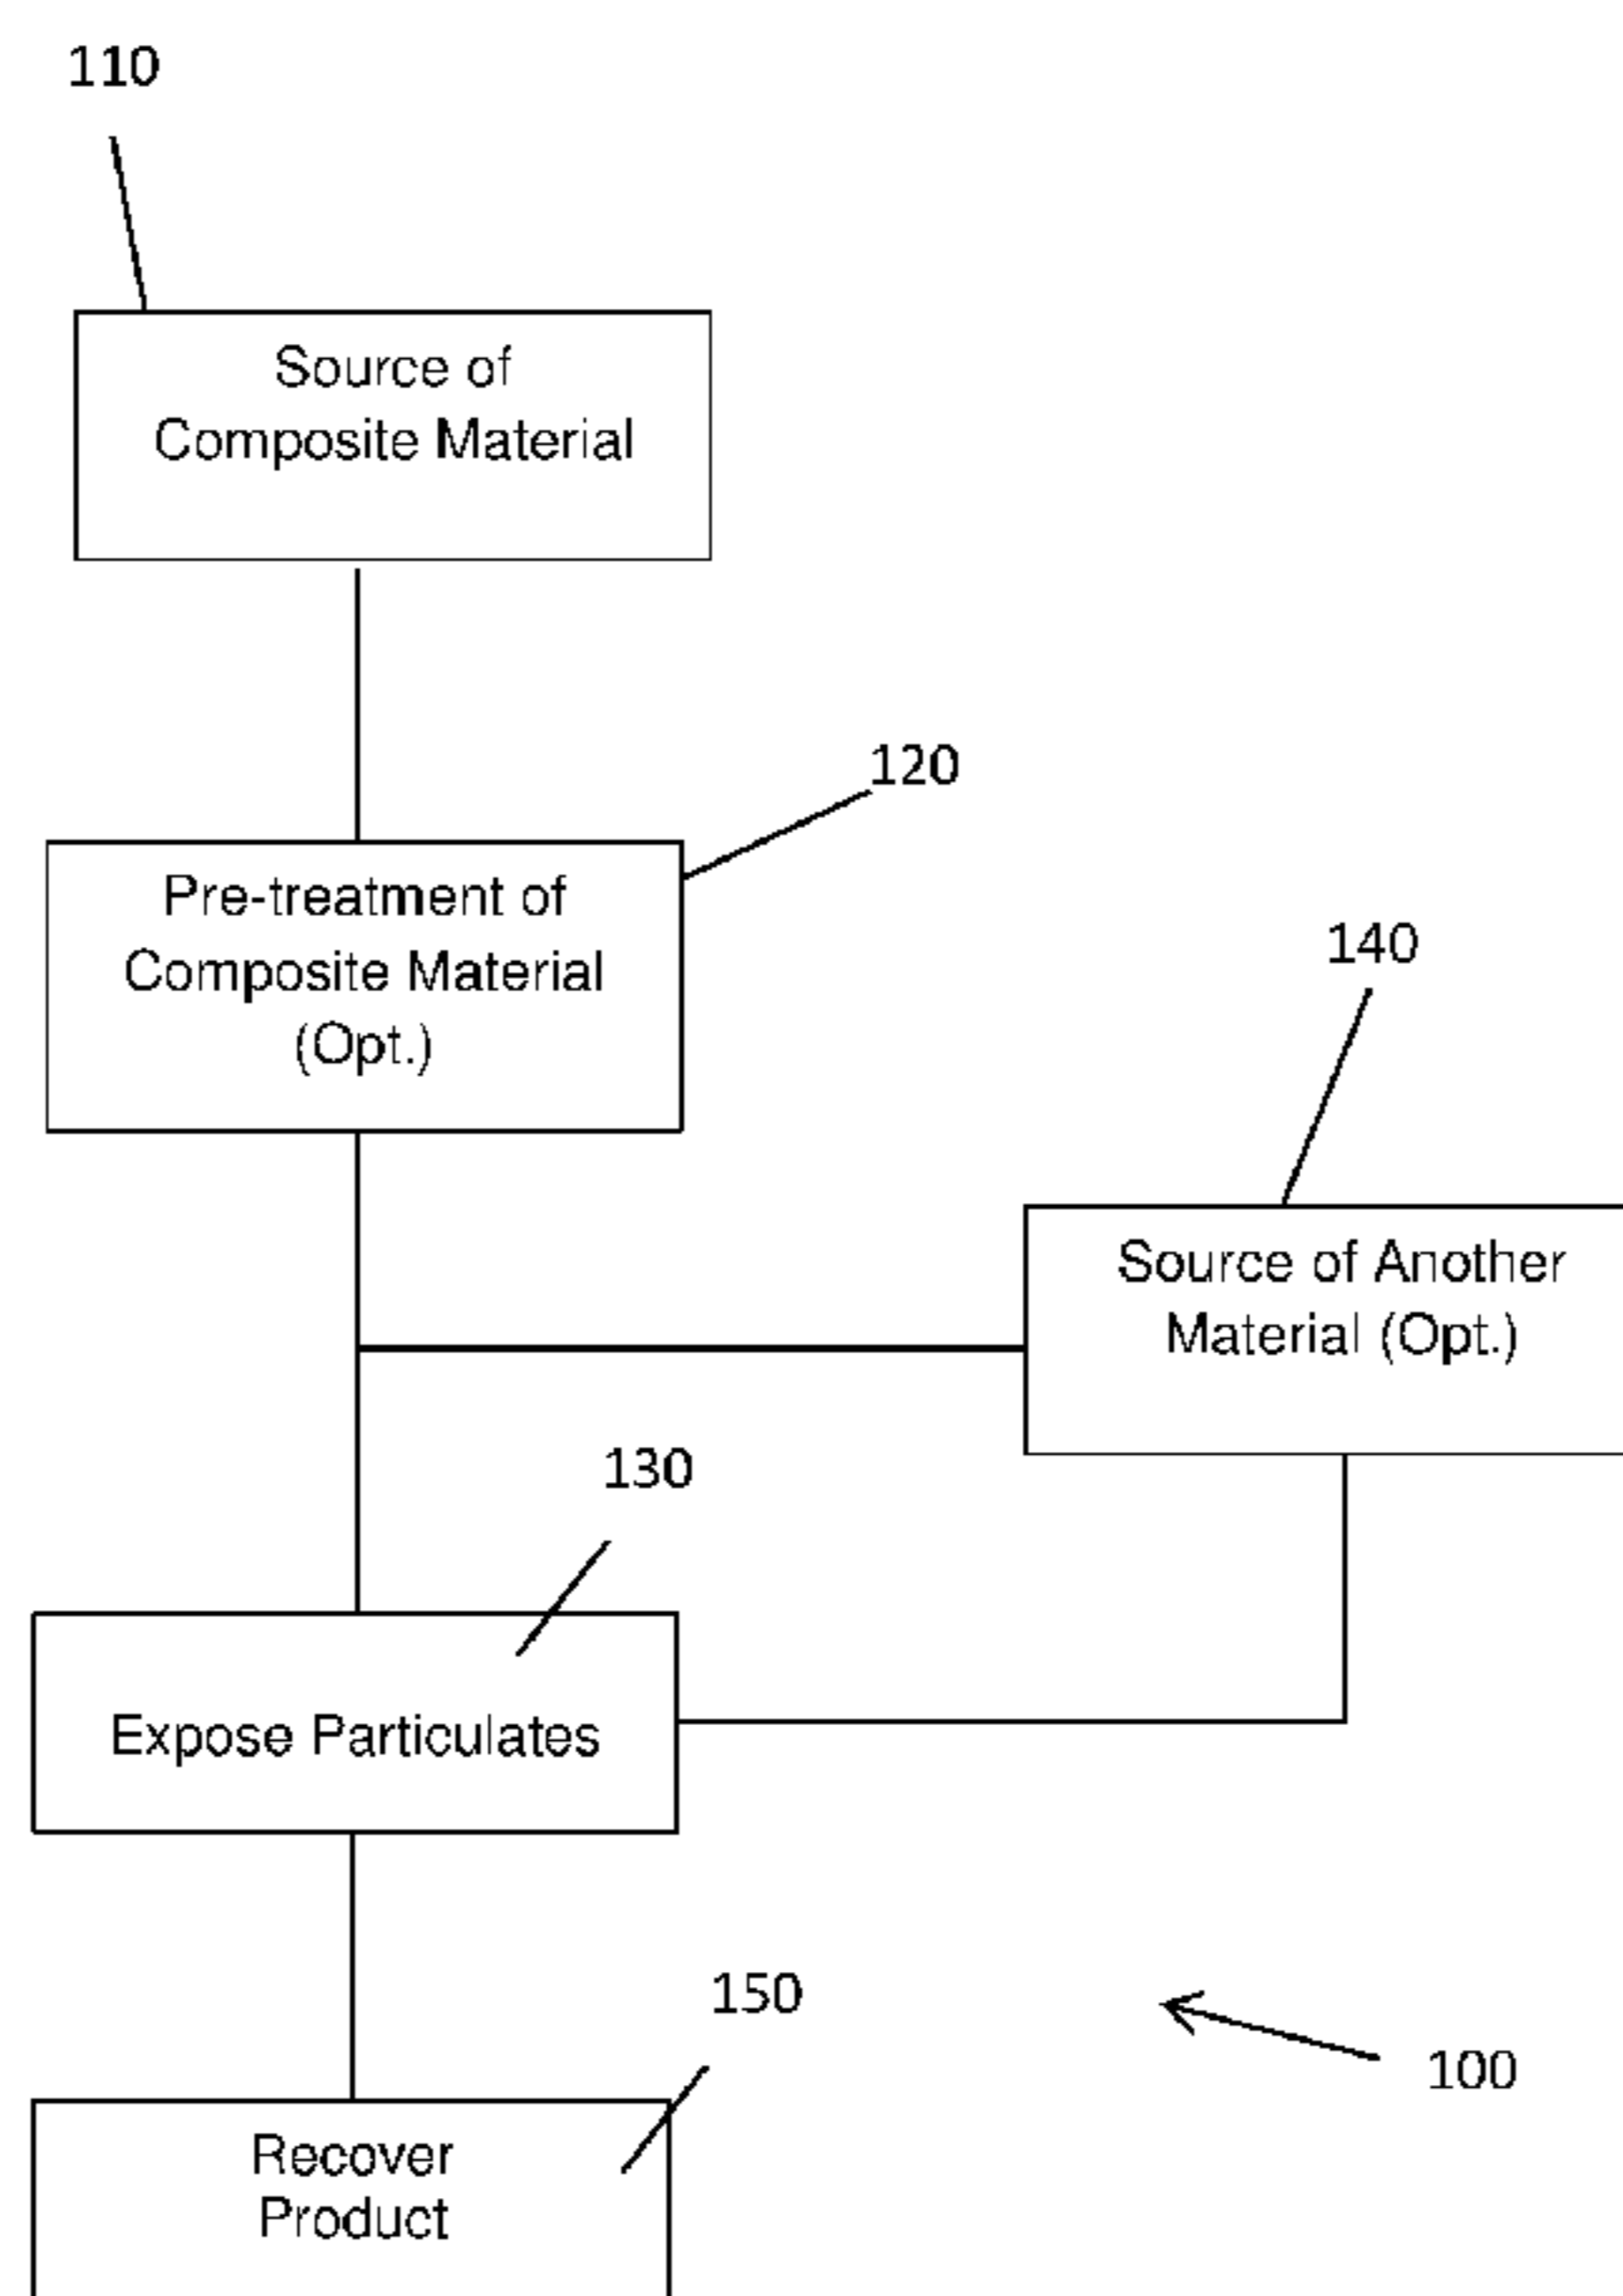 110
Source of
Composite Material
120
Pre-treatment of
Composite Material
(Opt.)
140
Source of Another
Material (Opt.)
130
Expose Particulates
150
100
Recover
Product